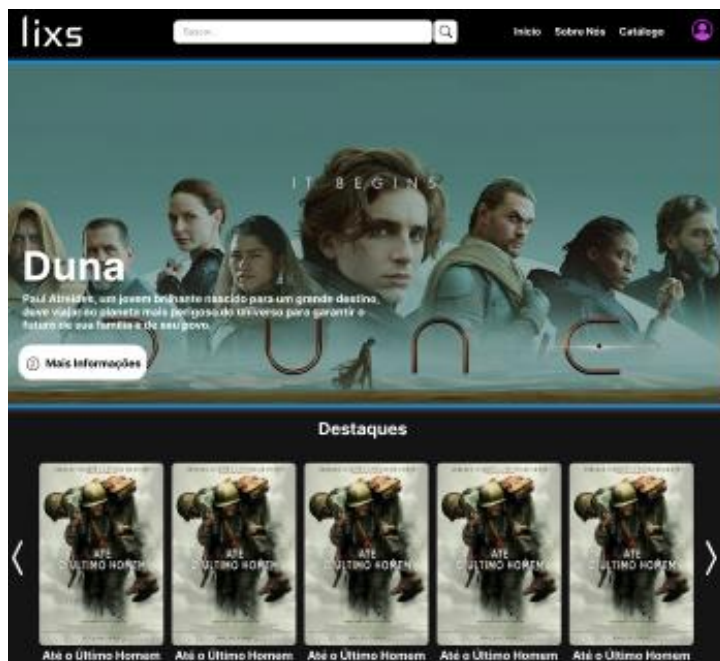 lixs
Buscar...
Início Sobre Nós Catálogo
IT BEGINS
Duna
Paul Atreides, um jovem brilhante nascido para um grande destino,
deve viajar ao planeta mais perigoso do universo para garantir o
futuro de sua família e de seu povo.
DUNE
Mais Informações
Destaques
ATÉ
O ÚLTIMO HOMEM
ATÉ
O ÚLTIMO HOMEM
ATÉ
O ÚLTIMO HOMEM
ATÉ
O ÚLTIMO HOMEM
ATÉ
O ÚLTIMO HOMEM
Até o Último Homem Até o Último Homem Até o Último Homem Até o Último Homem Até o Último Homem